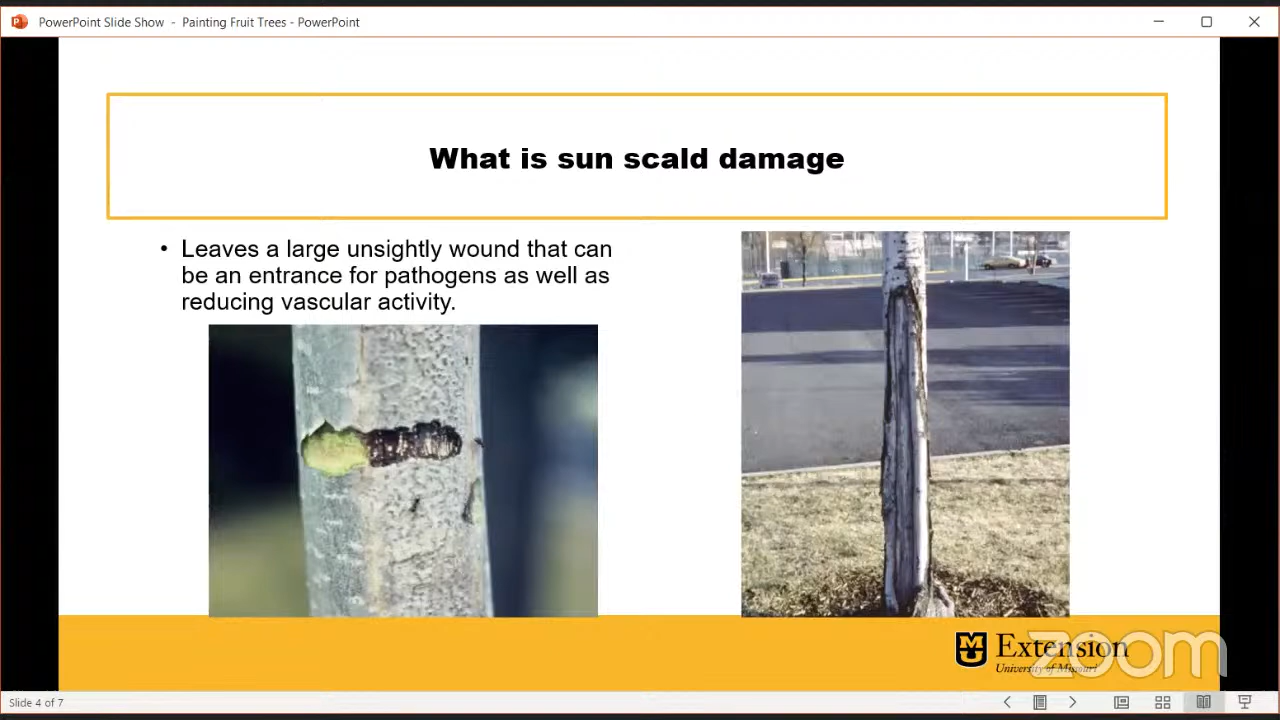 PowerPoint Slide Show - Painting Fruit Trees - PowerPoint
What is sun scald damage
• Leaves a large unsightly wound that can
be an entrance for pathogens as well as
reducing vascular activity.
Extension
University of Missouri
zoom
Slide 4 of 7